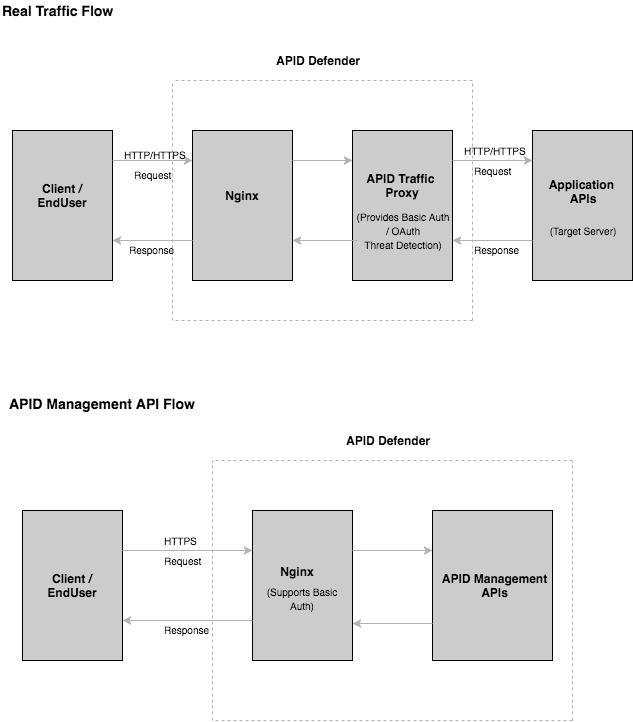 Real Traffic Flow
APID Defender
Client /
EndUser
HTTP/HTTPS
Request
Response
Nginx
APID Traffic
Proxy
(Provides Basic Auth
/ OAuth
Threat Detection)
HTTP/HTTPS
Request
Response
Application
APIs
(Target Server)
APID Management API Flow
APID Defender
Client /
EndUser
HTTPS
Request
Response
Nginx
(Supports Basic
Auth)
APID Management
APIs